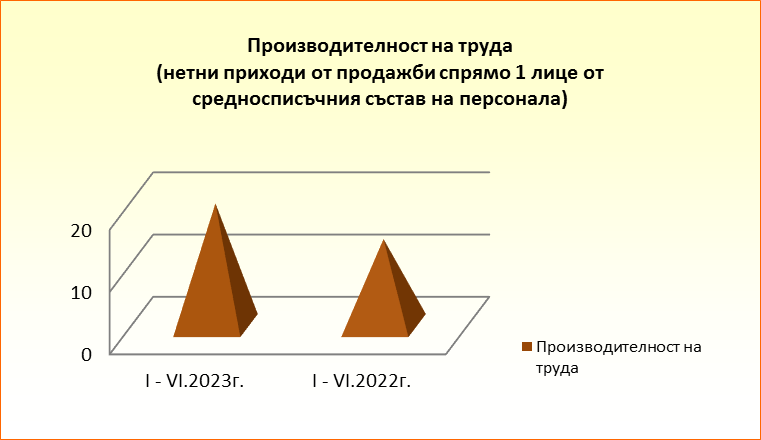 Производителност на труда
(нетни приходи от продажби спрямо 1 лице от
средносписъчния състав на персонала)
20
10
0
I - VI.2023г.
I - VI.2022г.
Производителност на
труда